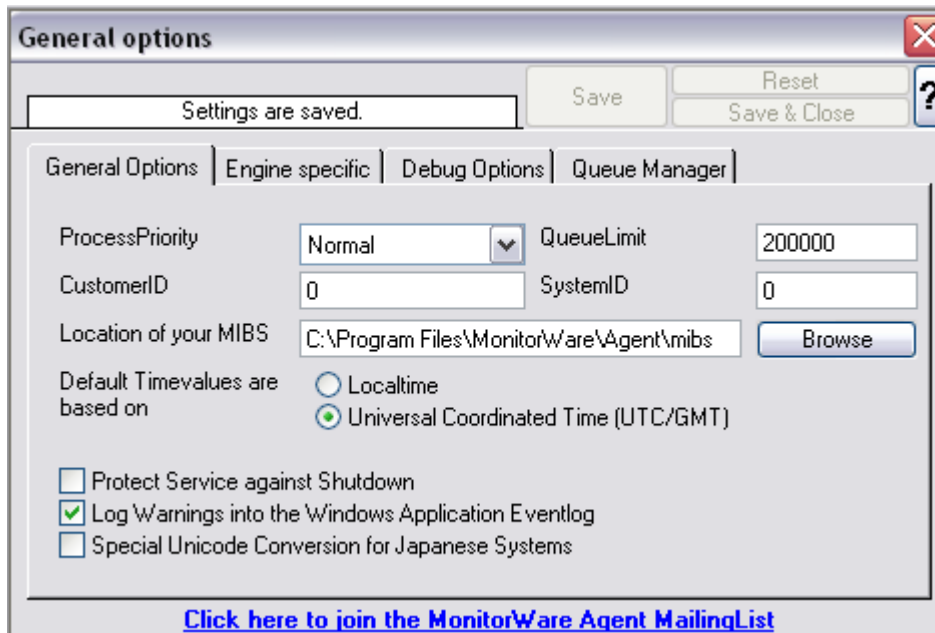 General options
Settings are saved.
Save
Reset
Save & Close
?
General Options
Engine specific
Debug Options
Queue Manager
ProcessPriority
Normal
QueueLimit
200000
CustomerID
0
SystemID
0
Location of your MIBS
C:\Program Files\MonitorWare\Agent\mibs
Browse
Default Timevalues are
based on
Localtime
Universal Coordinated Time (UTC/GMT)
Protect Service against Shutdown
Log Warnings into the Windows Application Eventlog
Special Unicode Conversion for Japanese Systems
Click here to join the MonitorWare Agent MailingList